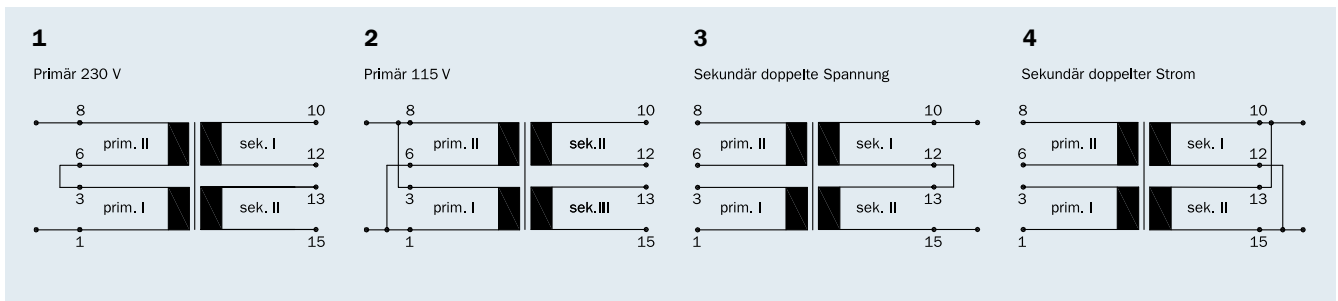 1
2
3
4
Primär 230 V
Primär 115 V
Sekundär doppelte Spannung
Sekundär doppelter Strom
8
10
8
10
8
10
8
10
prim. II
sek. I
prim. II
sek.II
prim. II
sek. I
prim. II
sek. I
6
12
6
12
6
12
6
12
3
13
3
13
3
13
3
13
prim. I
sek. II
prim. I
sek.III
prim. I
sek. II
prim. I
sek. II
1
15
1
15
1
15
1
15